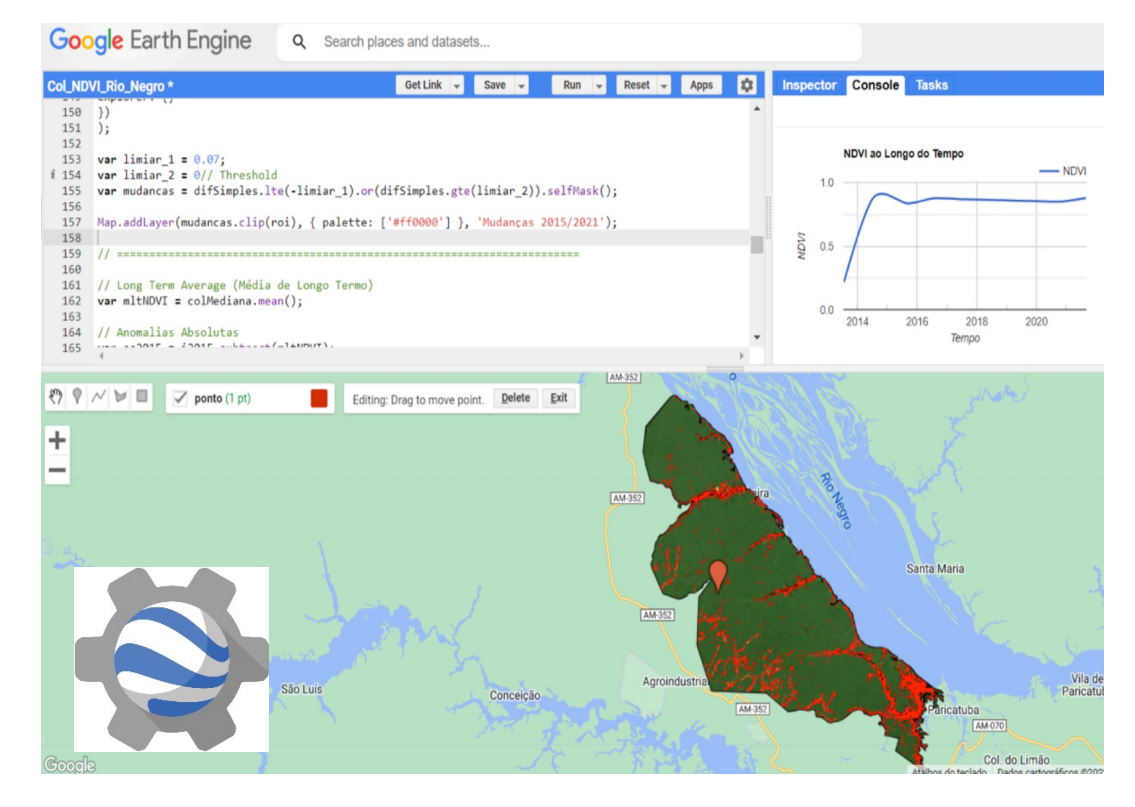 Google Earth Engine
Search places and datasets...
Col_NDVI_Rio_Negro *
Get Link
Save
Run
Reset
Apps
Inspector
Console
Tasks
150 })
151 );
152
153 var limiar_1 = 0.07;
i 154 var limiar_2 = 0// Threshold
155 var mudancas = difSimples.lte(-limiar_1).or(difSimples.gte(limiar_2)).selfMask();
156
157 Map.addLayer(mudancas.clip(roi), { palette: ['#ff0000'] }, 'Mudanças 2015/2021');
158
159 // ========================================================================
160
161 // Long Term Average (Média de Longo Termo)
162 var mltNDVI = colMediana.mean();
163
164 // Anomalias Absolutas
165
NDVI ao Longo do Tempo
NDVI
1.0
0.5
0.0
NDVI
2014
2016
2018
2020
Tempo
ponto (1 pt)
Editing: Drag to move point.
Delete
Exit
AM-352
AM-352
Rio Negro
Santa Maria
AM-352
São Luis
Conceição
Agroindustria
AM-352
Vila de
Paricatu
Paricatuba
AM-070
Col. do Limão
Google
Atalhos do teclado
Dados cartográficos ©202